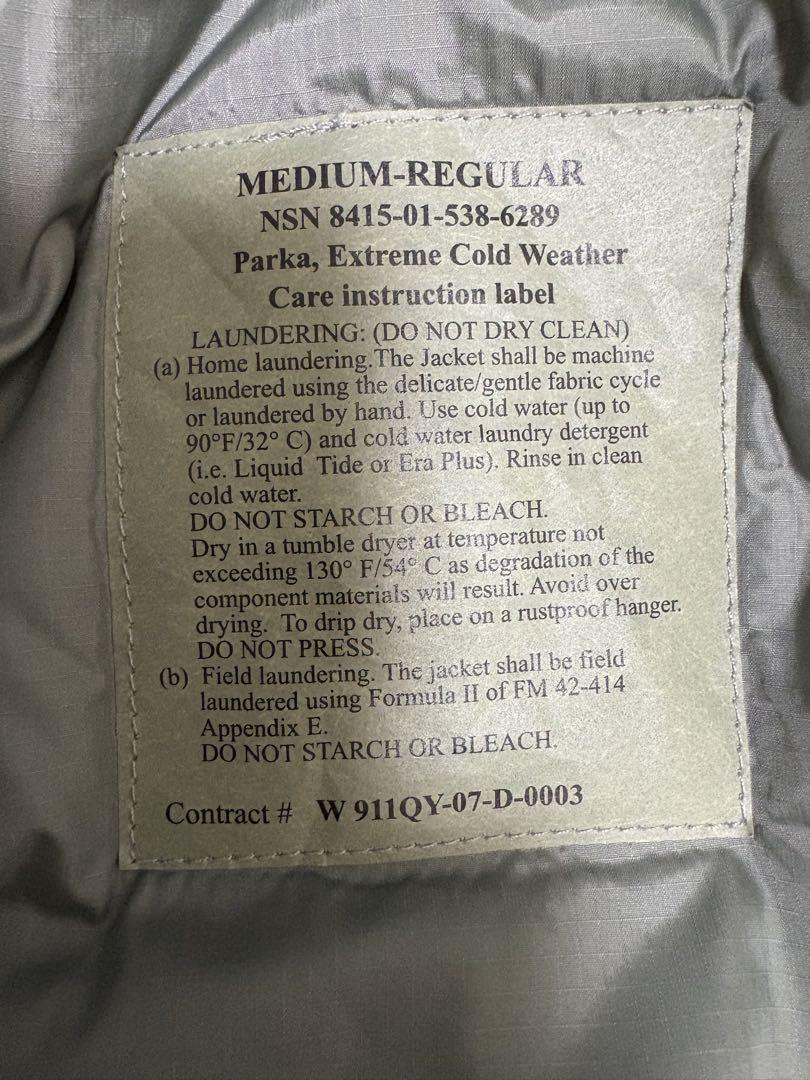 MEDIUM-REGULAR
NSN 8415-01-538-6289
Parka, Extreme Cold Weather
Care instruction label
LAUNDERING: (DO NOT DRY CLEAN)
(a) Home laundering.The Jacket shall be machine
laundered using the delicate/gentle fabric cycle
or laundered by hand. Use cold water (up to
90°F/32° C) and cold water laundry detergent
(i.e. Liquid Tide or Era Plus). Rinse in clean
cold water.
DO NOT STARCH OR BLEACH.
Dry in a tumble dryer at temperature not
exceeding 130° F/54° C as degradation of the
component materials will result. Avoid over
drying. To drip dry, place on a rustproof hanger.
DO NOT PRESS.
(b) Field laundering. The jacket shall be field
laundered using Formula II of FM 42-414
Appendix E.
DO NOT STARCH OR BLEACH.
Contract # W 911QY-07-D-0003